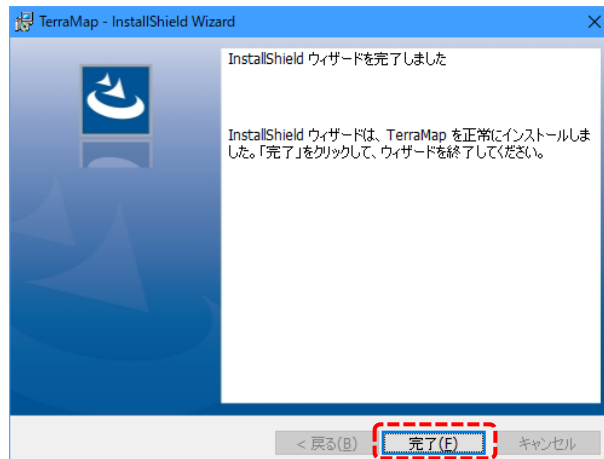 TerraMap - InstallShield Wizard
InstallShield ウィザードを完了しました
InstallShield ウィザードは、TerraMap を正常にインストールしま
した。「完了」をクリックして、ウィザードを終了してください。
< 戻る(B) 完了(F) キャンセル